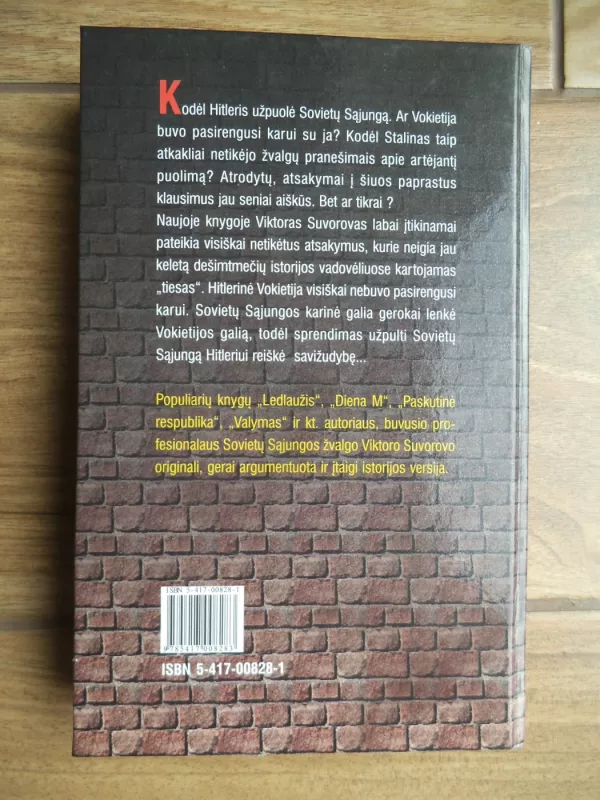 Kodėl Hitleris užpuolė Sovietų Sąjungą. Ar Vokietija
buvo pasirengusi karui su ja? Kodėl Stalinas taip
atkakliai netikėjo žvalgų pranešimais apie artėjantį
puolimą? Atrodytų, atsakymai į šiuos paprastus
klausimus jau seniai aiškūs. Bet ar tikrai ?
Naujoje knygoje Viktoras Suvorovas labai įtikinamai
pateikia visiškai netikėtus atsakymus, kurie neigia jau
keletą dešimtmečių istorijos vadovėliuose kartojamas
„tiesas“. Hitlerinė Vokietija visiškai nebuvo pasirengusi
karui. Sovietų Sąjungos karinė galia gerokai lenkė
Vokietijos galią, todėl sprendimas užpulti Sovietų
Sąjungą Hitleriui reiškė savižudybę...
Populiarių knygų „Ledlaužis“, „Diena M“, „Paskutinė
respublika“, „Valymas“ ir kt. autoriaus, buvusio pro-
fesionalaus Sovietų Sąjungos žvalgo Viktoro Suvorovo
originali, gerai argumentuota ir įtaigi istorijos versija.
ISBN 5-417-00828-1
9785417008283
ISBN 5-417-00828-1